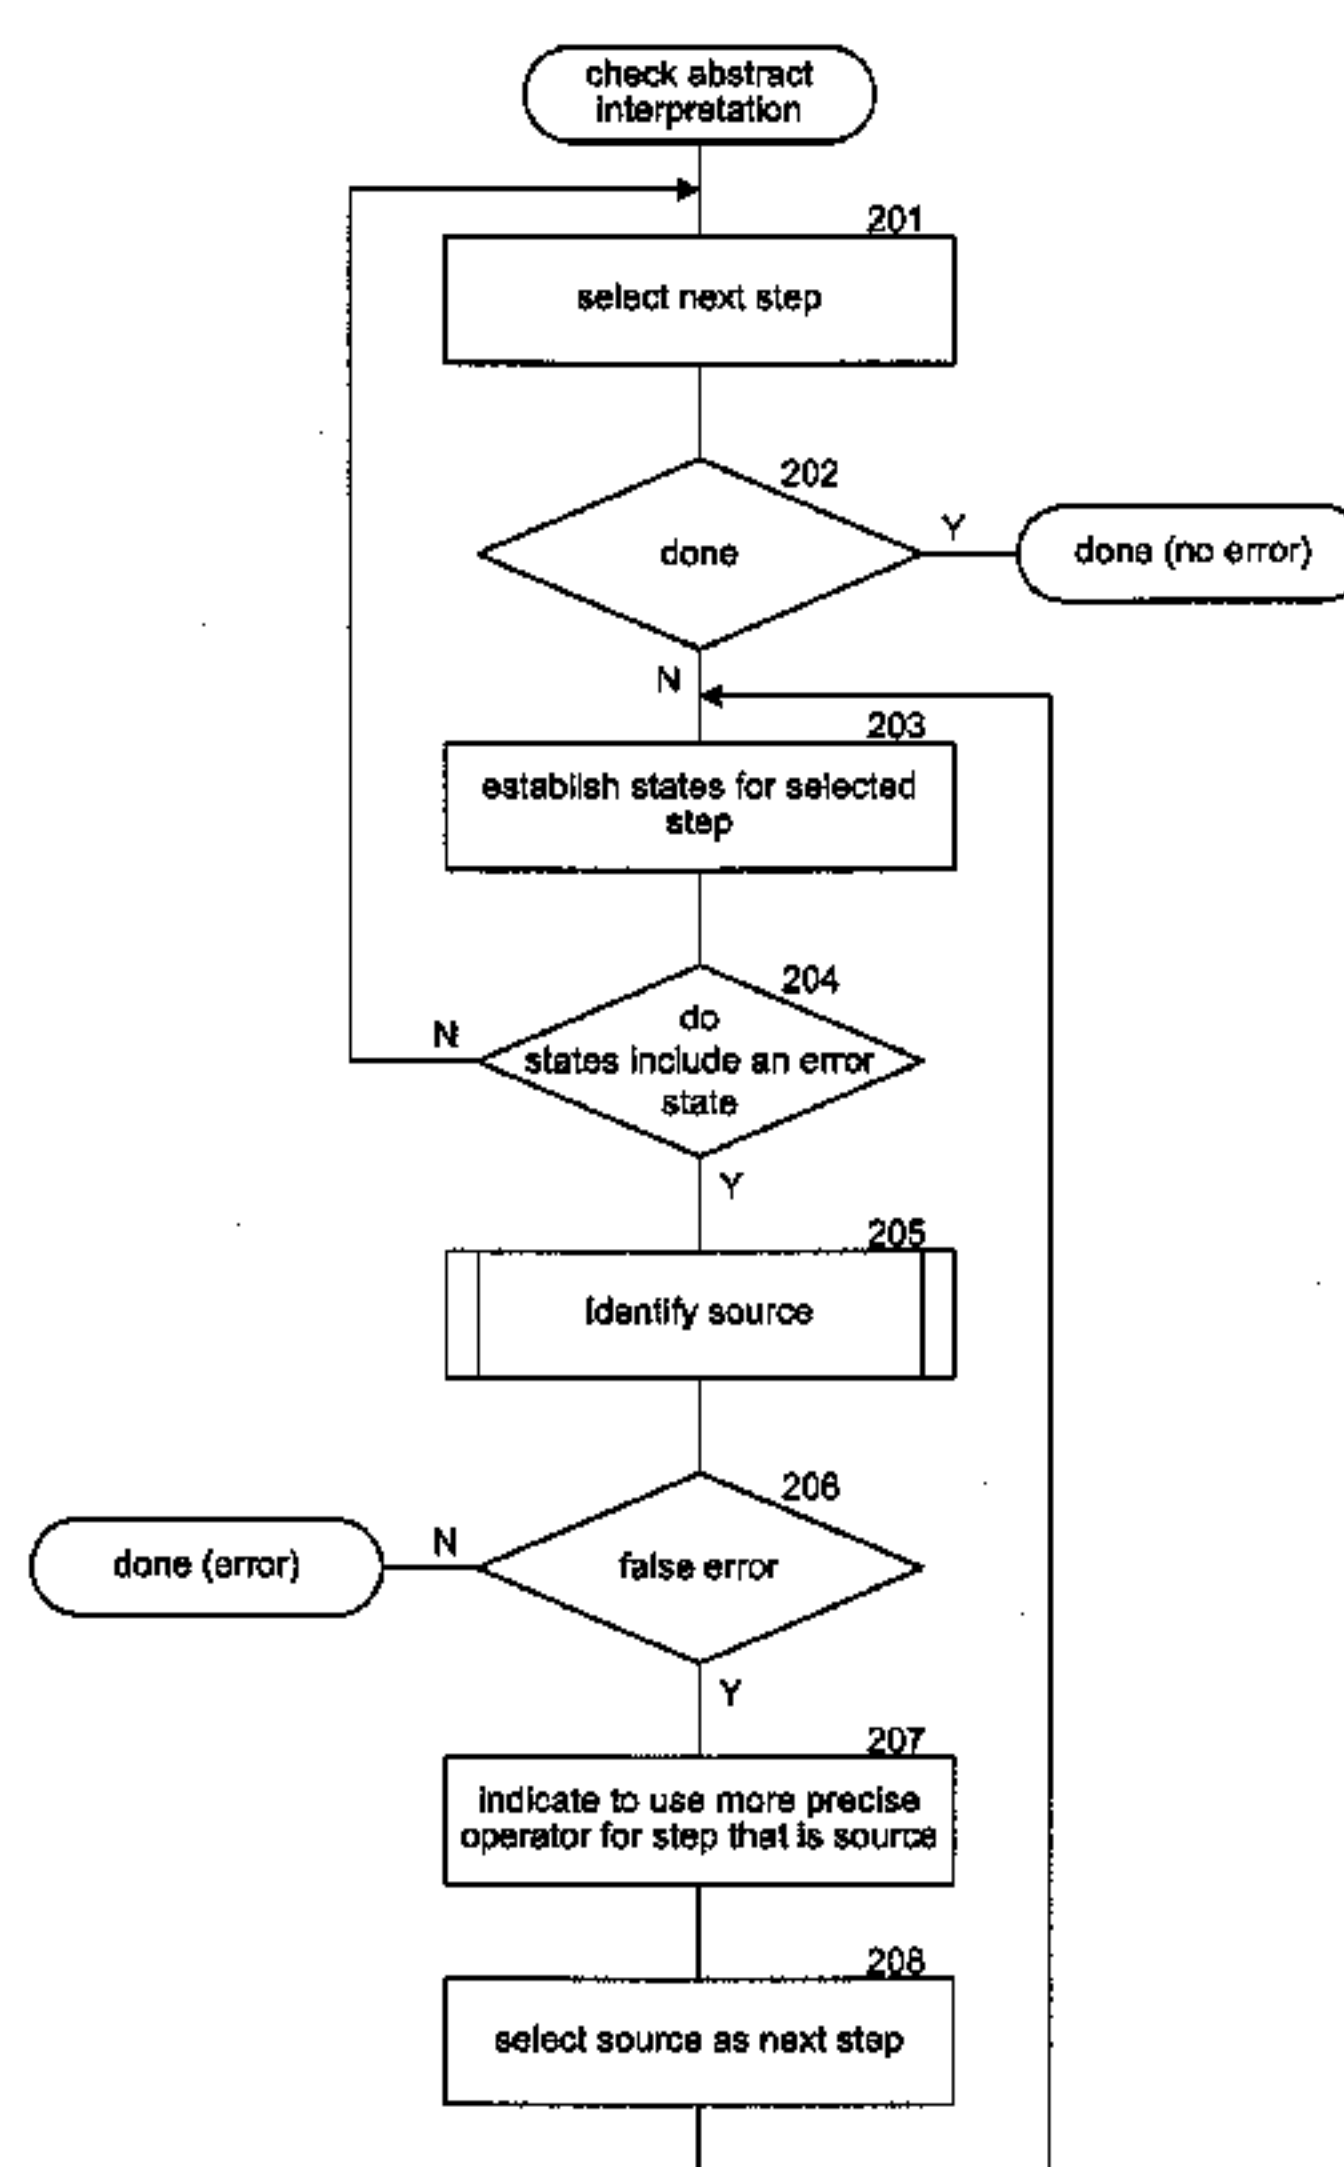 check abstract
interpretation
201
select next step
202
done
Y
done (no error)
N
203
establish states for selected
step
204
do
states include an error
state
N
Y
205
Identify source
206
false error
N
done (error)
Y
207
indicate to use more precise
operator for step that is source
208
select source as next step